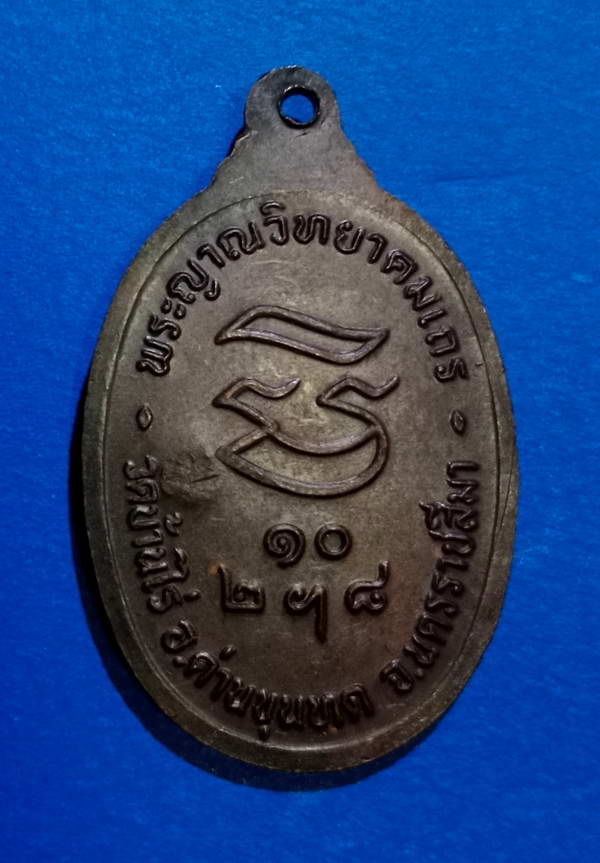 พระญาณวิทยาคมเถร
๑๐
๒ ฯ ๘
วัดบ้านไร่ อ.ด่านขุนทด จ.นครราชสีมา